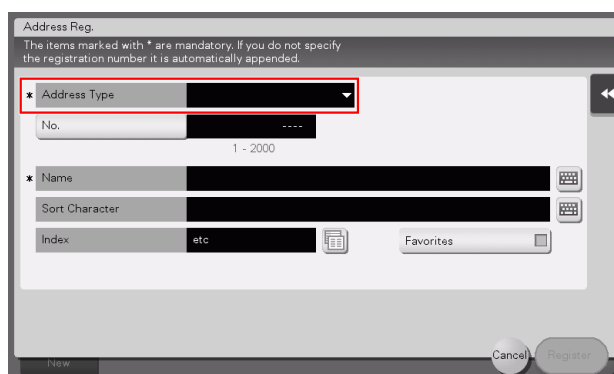 Address Reg.
The items marked with * are mandatory. If you do not specify
the registration number it is automatically appended.
* Address Type
No. ----
1 - 2000
* Name
Sort Character
Index etc Favorites
Cancel Register
New